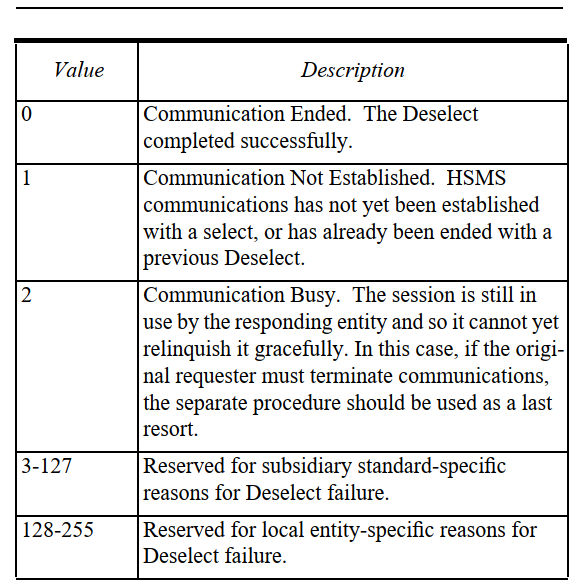 Value Description
0 Communication Ended.  The Deselect
completed successfully.
1 Communication Not Established.  HSMS
communications has not yet been established
with a select, or has already been ended with a
previous Deselect.
2 Communication Busy.  The session is still in
use by the responding entity and so it cannot yet
relinquish it gracefully. In this case, if the origi-
nal requester must terminate communications,
the separate procedure should be used as a last
resort.
3-127 Reserved for subsidiary standard-specific
reasons for Deselect failure.
128-255 Reserved for local entity-specific reasons for
Deselect failure.